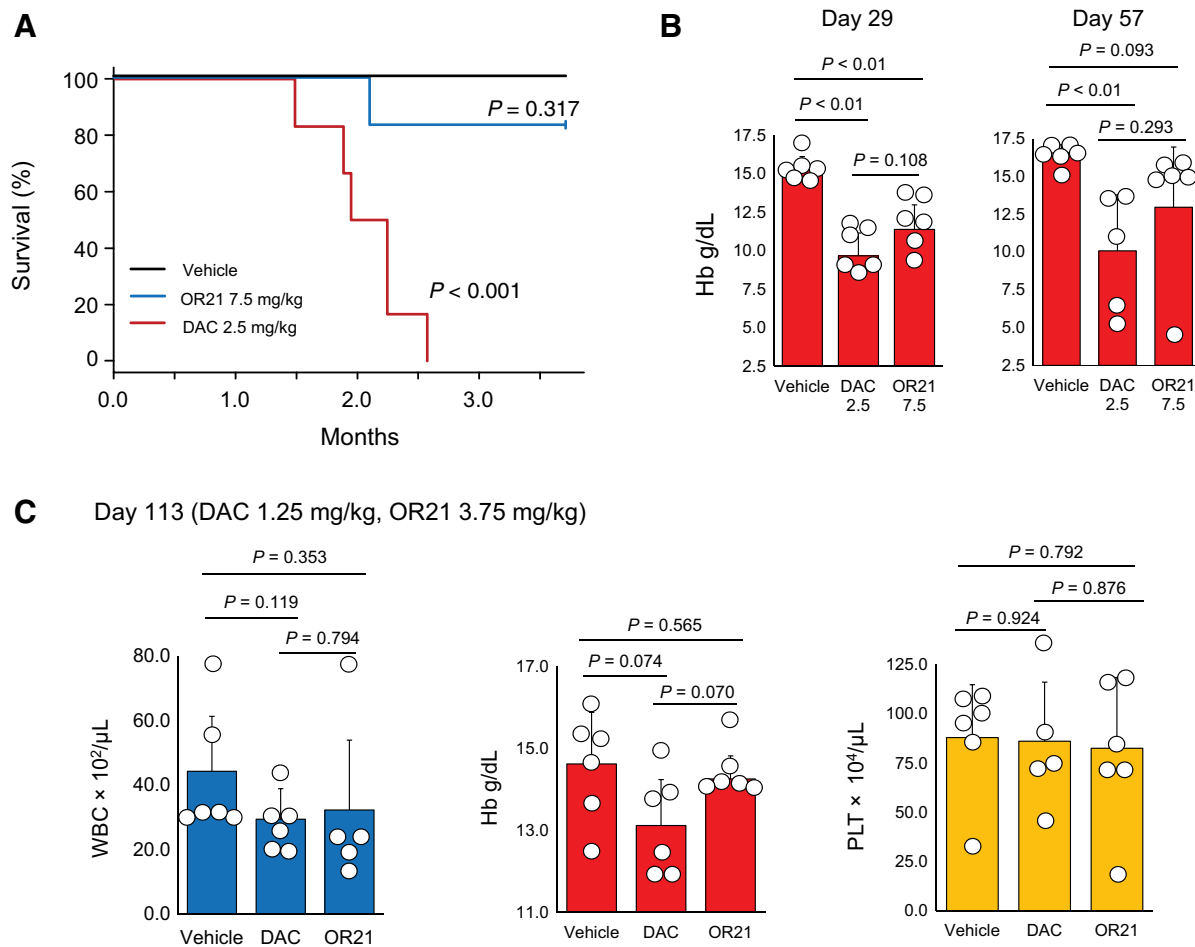 A
Survival (%)
100
80
60
40
20
0
0.0 1.0 2.0 3.0
Months
P = 0.317
P < 0.001
Vehicle
OR21 7.5 mg/kg
DAC 2.5 mg/kg
B
Day 29
P < 0.01
P < 0.01
P = 0.108
Hb g/dL
17.5
15.0
12.5
10.0
7.5
5.0
2.5
Vehicle DAC OR21
2.5 7.5
Day 57
P = 0.093
P < 0.01
P = 0.293
17.5
15.0
12.5
10.0
7.5
5.0
2.5
Vehicle DAC OR21
2.5 7.5
C
Day 113 (DAC 1.25 mg/kg, OR21 3.75 mg/kg)
P = 0.353
P = 0.119
P = 0.794
WBC × 10²/µL
80.0
60.0
40.0
20.0
0.0
Vehicle DAC OR21
P = 0.565
P = 0.074
P = 0.070
Hb g/dL
17.0
15.0
13.0
11.0
Vehicle DAC OR21
P = 0.792
P = 0.876
P = 0.924
PLT × 10⁴/µL
125.0
100.0
75.0
50.0
25.0
0.0
Vehicle DAC OR21